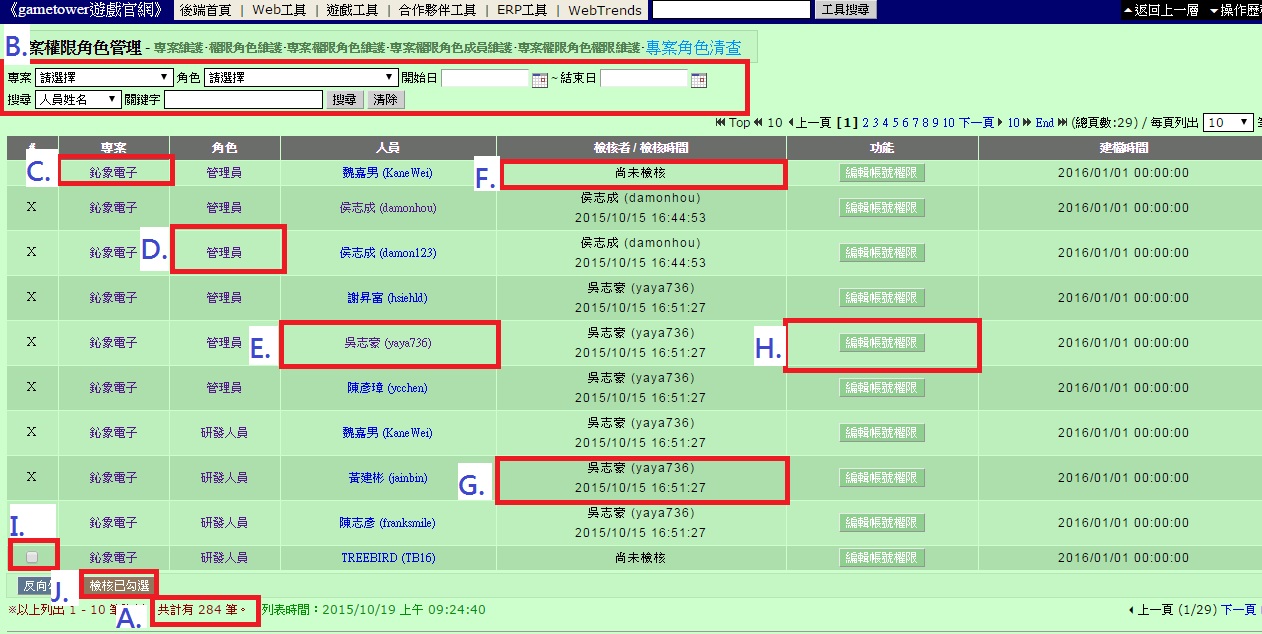 《gametower遊戲官網》 後端首頁 | Web工具 | 遊戲工具 | 合作夥伴工具 | ERP工具 | WebTrends 工具搜尋 返回上一層 操作歷
B. 案權限角色管理 - 專案維護‧權限角色維護‧專案權限角色維護‧專案權限角色成員維護‧專案權限角色權限維護‧專案角色清查
專案 請選擇 角色 請選擇 開始日 ~ 結束日
搜尋 人員姓名 關鍵字 搜尋 清除
Top 10 上一頁 [1] 2 3 4 5 6 7 8 9 10 下一頁 10 End (總頁數:29) / 每頁列出 10
專案 角色 人員 檢核者 / 檢核時間 功能 建檔時間
C. 鈊象電子 管理員 魏嘉男 (KaneWei) F. 尚未檢核 編輯帳號權限 2016/01/01 00:00:00
X 鈊象電子 管理員 侯志成 (damonhou) 侯志成 (damonhou) 2015/10/15 16:44:53 編輯帳號權限 2016/01/01 00:00:00
X 鈊象電子 D. 管理員 侯志成 (damon123) 侯志成 (damonhou) 2015/10/15 16:44:53 編輯帳號權限 2016/01/01 00:00:00
X 鈊象電子 管理員 謝昇富 (hsiehld) 吳志豪 (yaya736) 2015/10/15 16:51:27 編輯帳號權限 2016/01/01 00:00:00
X 鈊象電子 管理員 E. 吳志豪 (yaya736) 吳志豪 (yaya736) 2015/10/15 16:51:27 H. 編輯帳號權限 2016/01/01 00:00:00
X 鈊象電子 管理員 陳彥璋 (ycchen) 吳志豪 (yaya736) 2015/10/15 16:51:27 編輯帳號權限 2016/01/01 00:00:00
X 鈊象電子 研發人員 魏嘉男 (KaneWei) 吳志豪 (yaya736) 2015/10/15 16:51:27 編輯帳號權限 2016/01/01 00:00:00
X 鈊象電子 研發人員 黃建彬 (jainbin) G. 吳志豪 (yaya736) 2015/10/15 16:51:27 編輯帳號權限 2016/01/01 00:00:00
I. 鈊象電子 研發人員 陳志彥 (franksmile) 吳志豪 (yaya736) 2015/10/15 16:51:27 編輯帳號權限 2016/01/01 00:00:00
鈊象電子 研發人員 TREEBIRD (TB16) 尚未檢核 編輯帳號權限 2016/01/01 00:00:00
反向 J. 檢核已勾選
※以上列出 1 - 10 筆 A. 共計有 284 筆。 列表時間：2015/10/19 上午 09:24:40 上一頁 (1/29) 下一頁